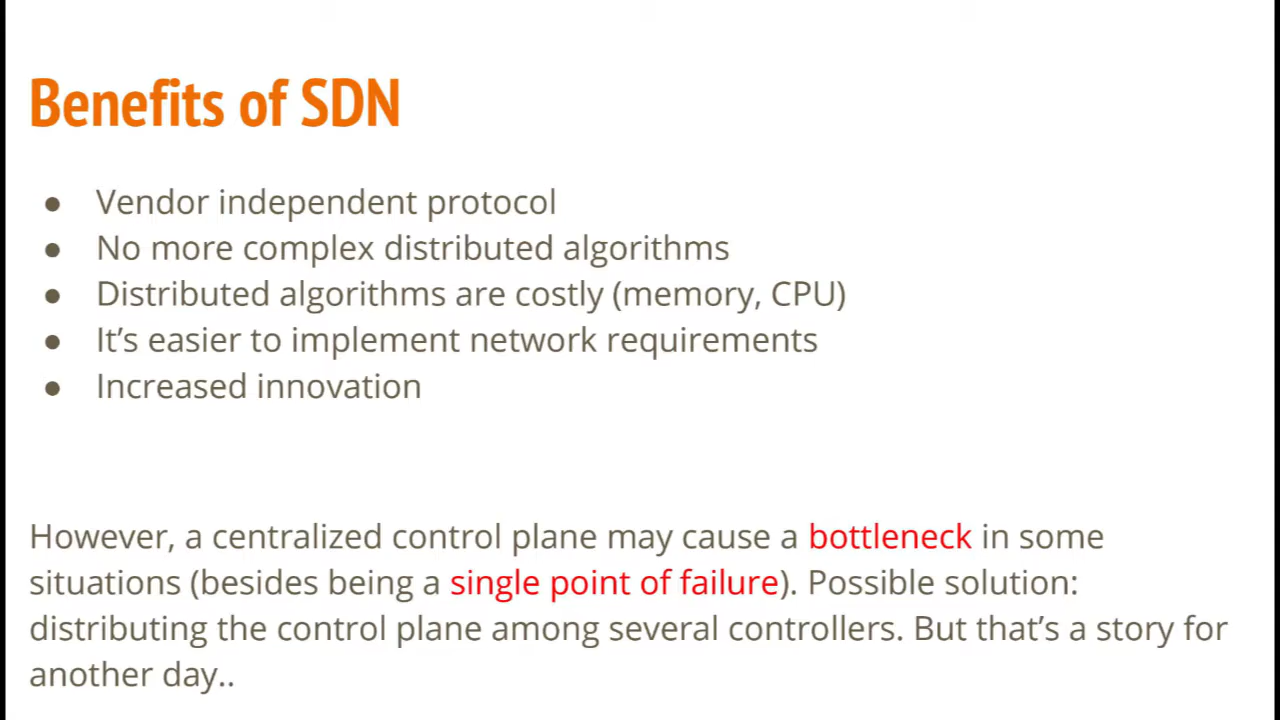 Benefits of SDN
● Vendor independent protocol
● No more complex distributed algorithms
● Distributed algorithms are costly (memory, CPU)
● It’s easier to implement network requirements
● Increased innovation
However, a centralized control plane may cause a bottleneck in some
situations (besides being a single point of failure). Possible solution:
distributing the control plane among several controllers. But that’s a story for
another day..